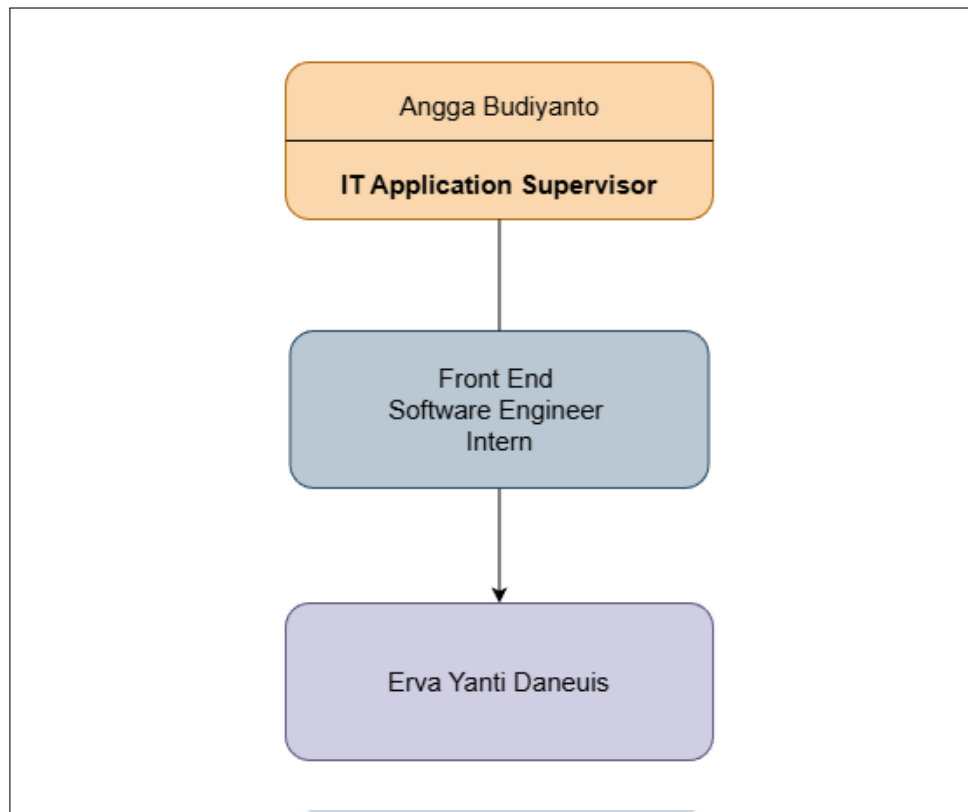 Angga Budiyanto
IT Application Supervisor
Front End
Software Engineer
Intern
Erva Yanti Daneuis